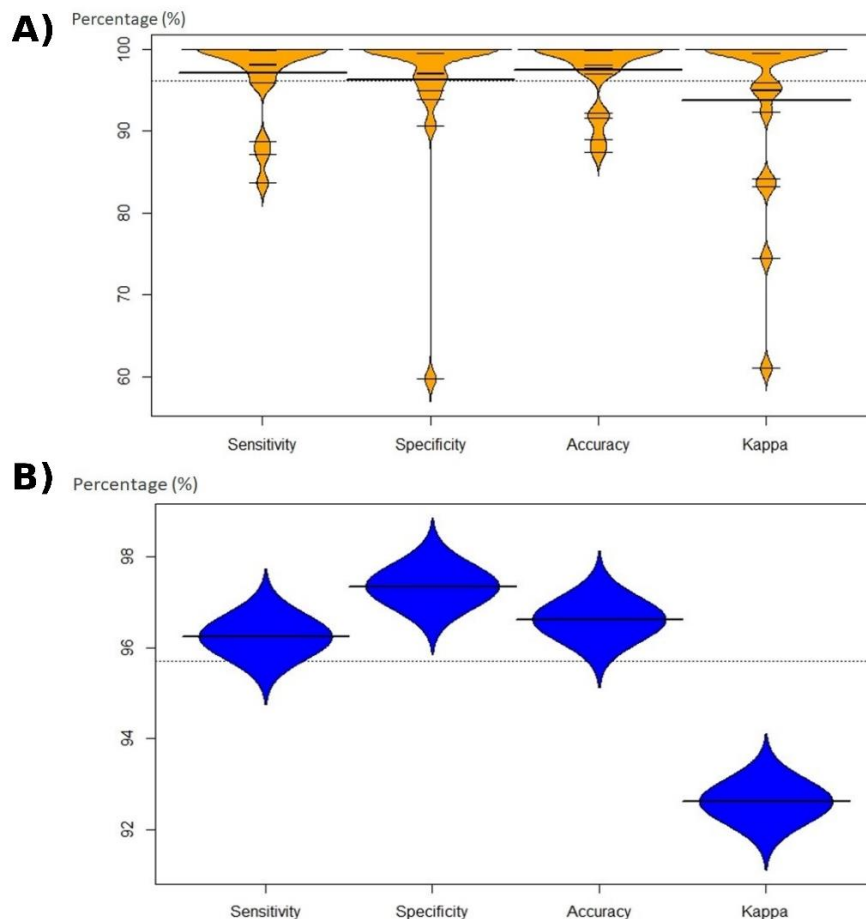 A) Percentage (%)
100
90
80
70
60
Sensitivity Specificity Accuracy Kappa
B) Percentage (%)
98
96
94
92
Sensitivity Specificity Accuracy Kappa